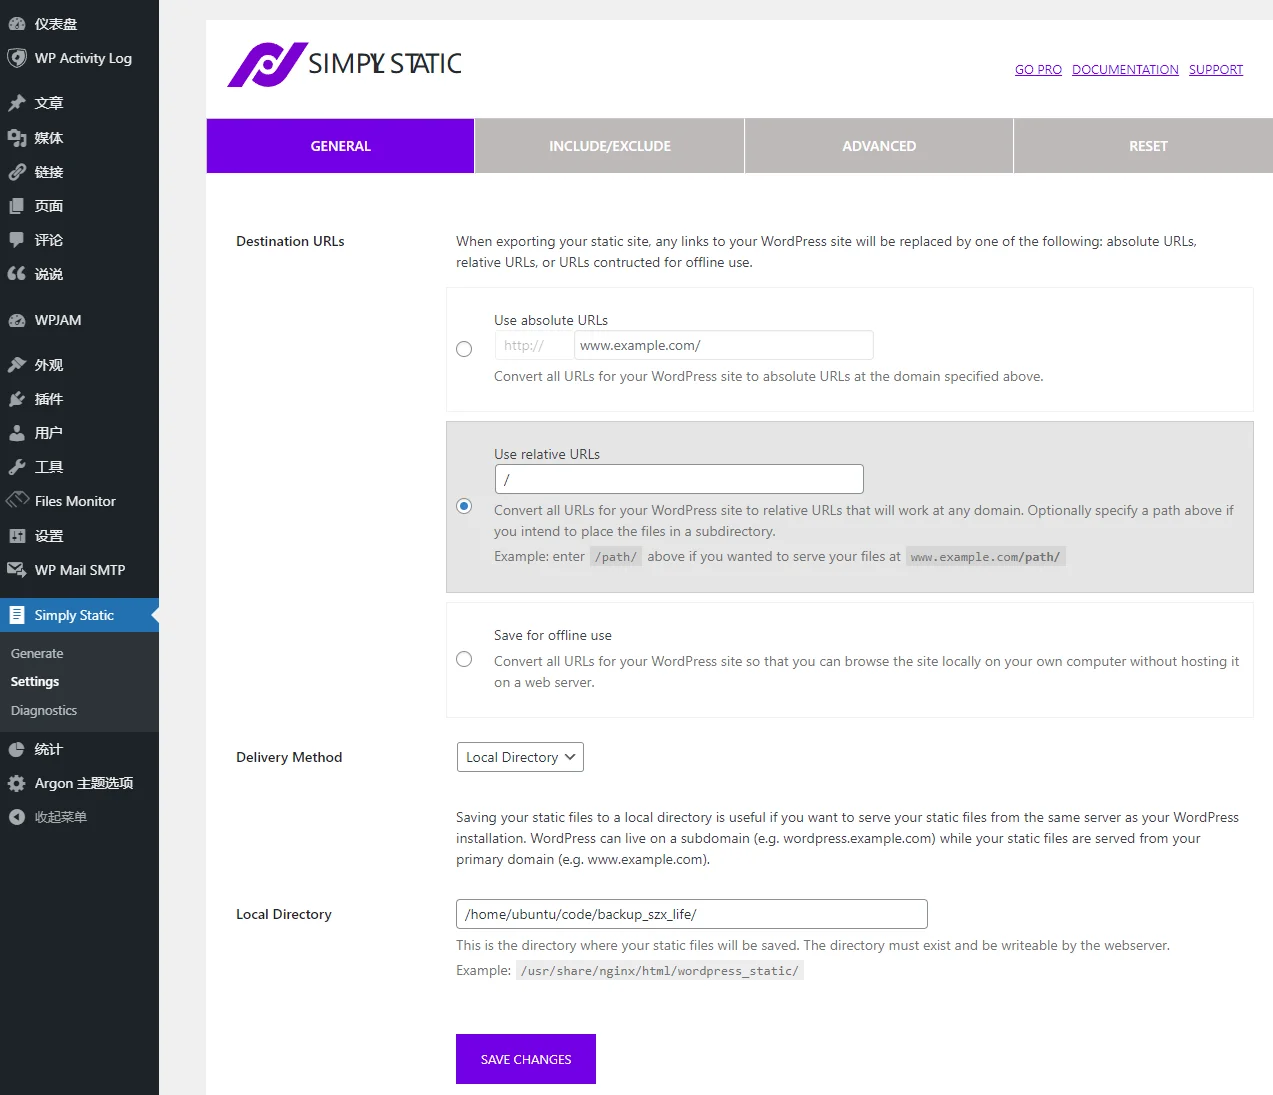 仪表盘
WP Activity Log
文章
媒体
链接
页面
评论
说说
WPJAM
外观
插件
用户
工具
Files Monitor
设置
WP Mail SMTP
Simply Static
Generate
Settings
Diagnostics
统计
Argon 主题选项
收起菜单
SIMPLY STATIC
GO PRO DOCUMENTATION SUPPORT
GENERAL INCLUDE/EXCLUDE ADVANCED RESET
Destination URLs
When exporting your static site, any links to your WordPress site will be replaced by one of the following: absolute URLs,
relative URLs, or URLs contructed for offline use.
Use absolute URLs
http:// www.example.com/
Convert all URLs for your WordPress site to absolute URLs at the domain specified above.
Use relative URLs
/
Convert all URLs for your WordPress site to relative URLs that will work at any domain. Optionally specify a path above if
you intend to place the files in a subdirectory.
Example: enter /path/ above if you wanted to serve your files at www.example.com/path/
Save for offline use
Convert all URLs for your WordPress site so that you can browse the site locally on your own computer without hosting it
on a web server.
Delivery Method
Local Directory
Saving your static files to a local directory is useful if you want to serve your static files from the same server as your WordPress
installation. WordPress can live on a subdomain (e.g. wordpress.example.com) while your static files are served from your
primary domain (e.g. www.example.com).
Local Directory
/home/ubuntu/code/backup_szx_life/
This is the directory where your static files will be saved. The directory must exist and be writeable by the webserver.
Example: /usr/share/nginx/html/wordpress_static/
SAVE CHANGES